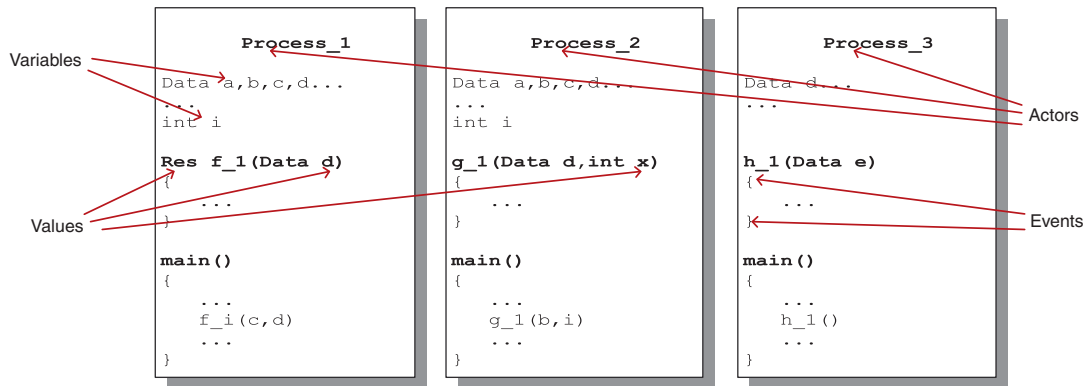 Variables
Values
Process_1
Data a,b,c,d...
...
int i
Res f_1(Data d)
{
...
}
main()
{
...
f_i(c,d)
...
}
Process_2
Data a,b,c,d...
...
int i
g_1(Data d,int x)
{
...
}
main()
{
...
g_1(b,i)
...
}
Process_3
Data d...
...
h_1(Data e)
{
...
}
main()
{
...
h_1()
...
}
Actors
Events